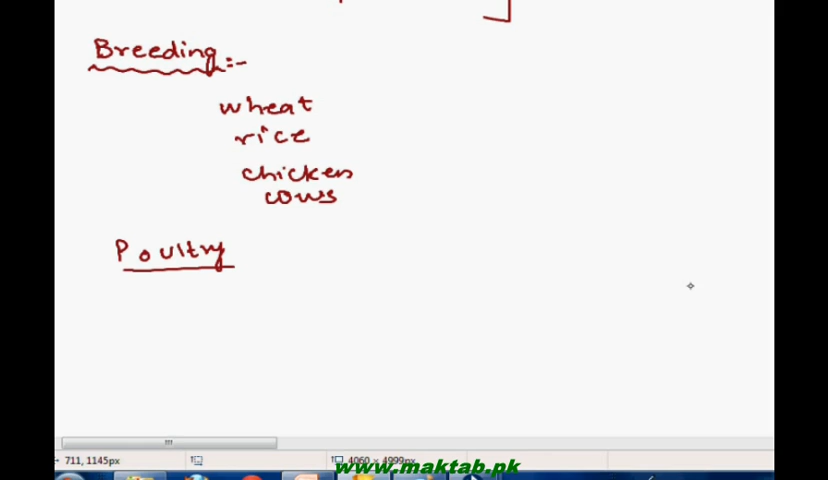 Breeding :-
wheat
rice
chicken
cows
Poultry
711, 1145px
4060 × 4999px
www.maktab.pk